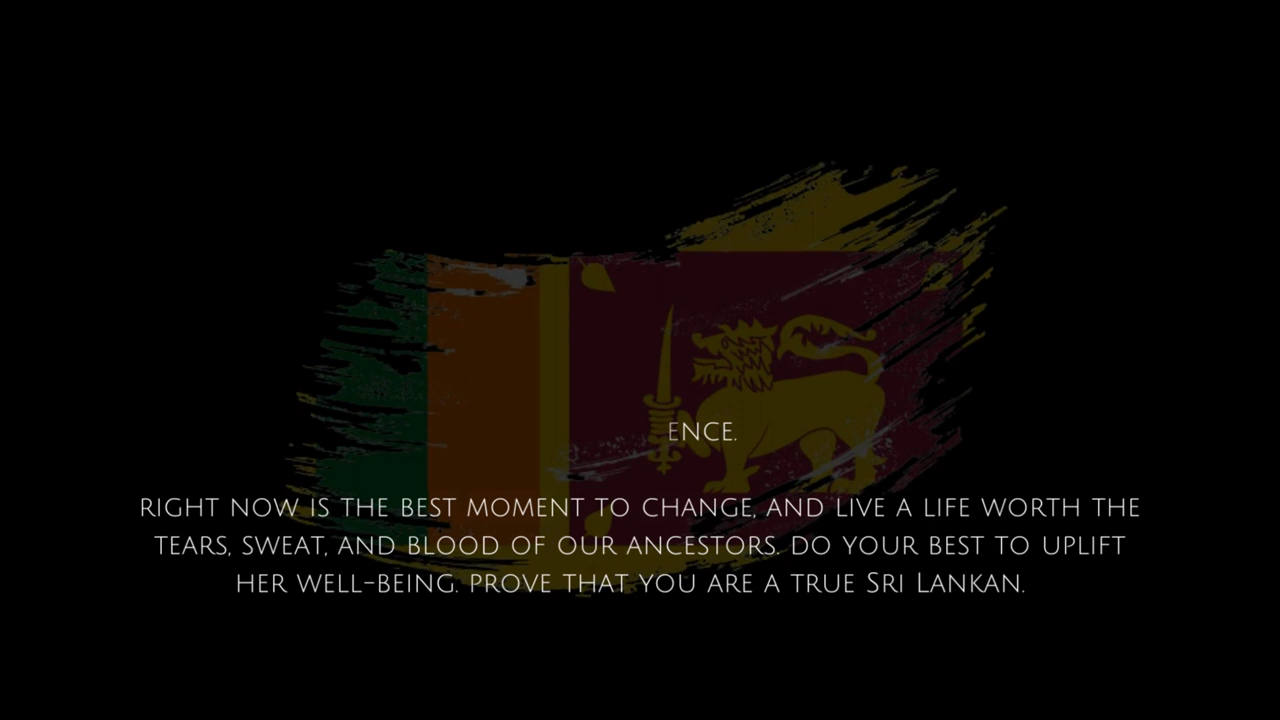 ENCE.
RIGHT NOW IS THE BEST MOMENT TO CHANGE, AND LIVE A LIFE WORTH THE
TEARS, SWEAT, AND BLOOD OF OUR ANCESTORS. DO YOUR BEST TO UPLIFT
HER WELL-BEING. PROVE THAT YOU ARE A TRUE SRI LANKAN.